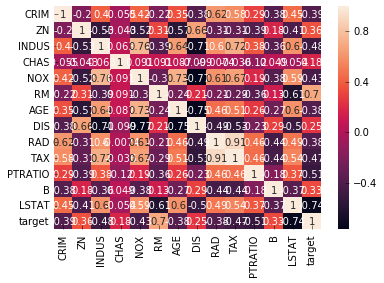 CRIM 1 -0.2 0.4 -0.055 0.42 -0.22 0.35 -0.38 0.62 0.58 0.29 -0.38 0.45 -0.39
ZN -0.2 1 -0.53 -0.043 -0.52 0.31 -0.57 0.66 -0.31 -0.31 -0.39 0.18 -0.41 0.36
INDUS 0.4 -0.53 1 0.063 0.76 -0.39 0.64 -0.71 0.6 0.72 0.38 -0.36 0.6 -0.48
CHAS -0.055 -0.043 0.063 1 0.091 0.091 0.087 -0.099 -0.0074 -0.036 -0.12 0.049 -0.054 0.18
NOX 0.42 -0.52 0.76 0.091 1 -0.3 0.73 -0.77 0.61 0.67 0.19 -0.38 0.59 -0.43
RM -0.22 0.31 -0.39 0.091 -0.3 1 -0.24 0.21 -0.21 -0.29 -0.36 0.13 -0.61 0.7
AGE 0.35 -0.57 0.64 0.087 0.73 -0.24 1 -0.75 0.46 0.51 0.26 -0.27 0.6 -0.38
DIS -0.38 0.66 -0.71 -0.099 -0.77 0.21 -0.75 1 -0.49 -0.53 -0.23 0.29 -0.5 0.25
RAD 0.62 -0.31 0.6 -0.0074 0.61 -0.21 0.46 -0.49 1 0.91 0.46 -0.44 0.49 -0.38
TAX 0.58 -0.31 0.72 -0.036 0.67 -0.29 0.51 -0.53 0.91 1 0.46 -0.44 0.54 -0.47
PTRATIO 0.29 -0.39 0.38 -0.12 0.19 -0.36 0.26 -0.23 0.46 0.46 1 -0.18 0.37 -0.51
B -0.38 0.18 -0.36 0.049 -0.38 0.13 -0.27 0.29 -0.44 -0.44 -0.18 1 -0.37 0.33
LSTAT 0.45 -0.41 0.6 -0.054 0.59 -0.61 0.6 -0.5 0.49 0.54 0.37 -0.37 1 -0.74
target -0.39 0.36 -0.48 0.18 -0.43 0.7 -0.38 0.25 -0.38 -0.47 -0.51 0.33 -0.74 1
CRIM ZN INDUS CHAS NOX RM AGE DIS RAD TAX PTRATIO B LSTAT target
0.8
0.4
0.0
−0.4